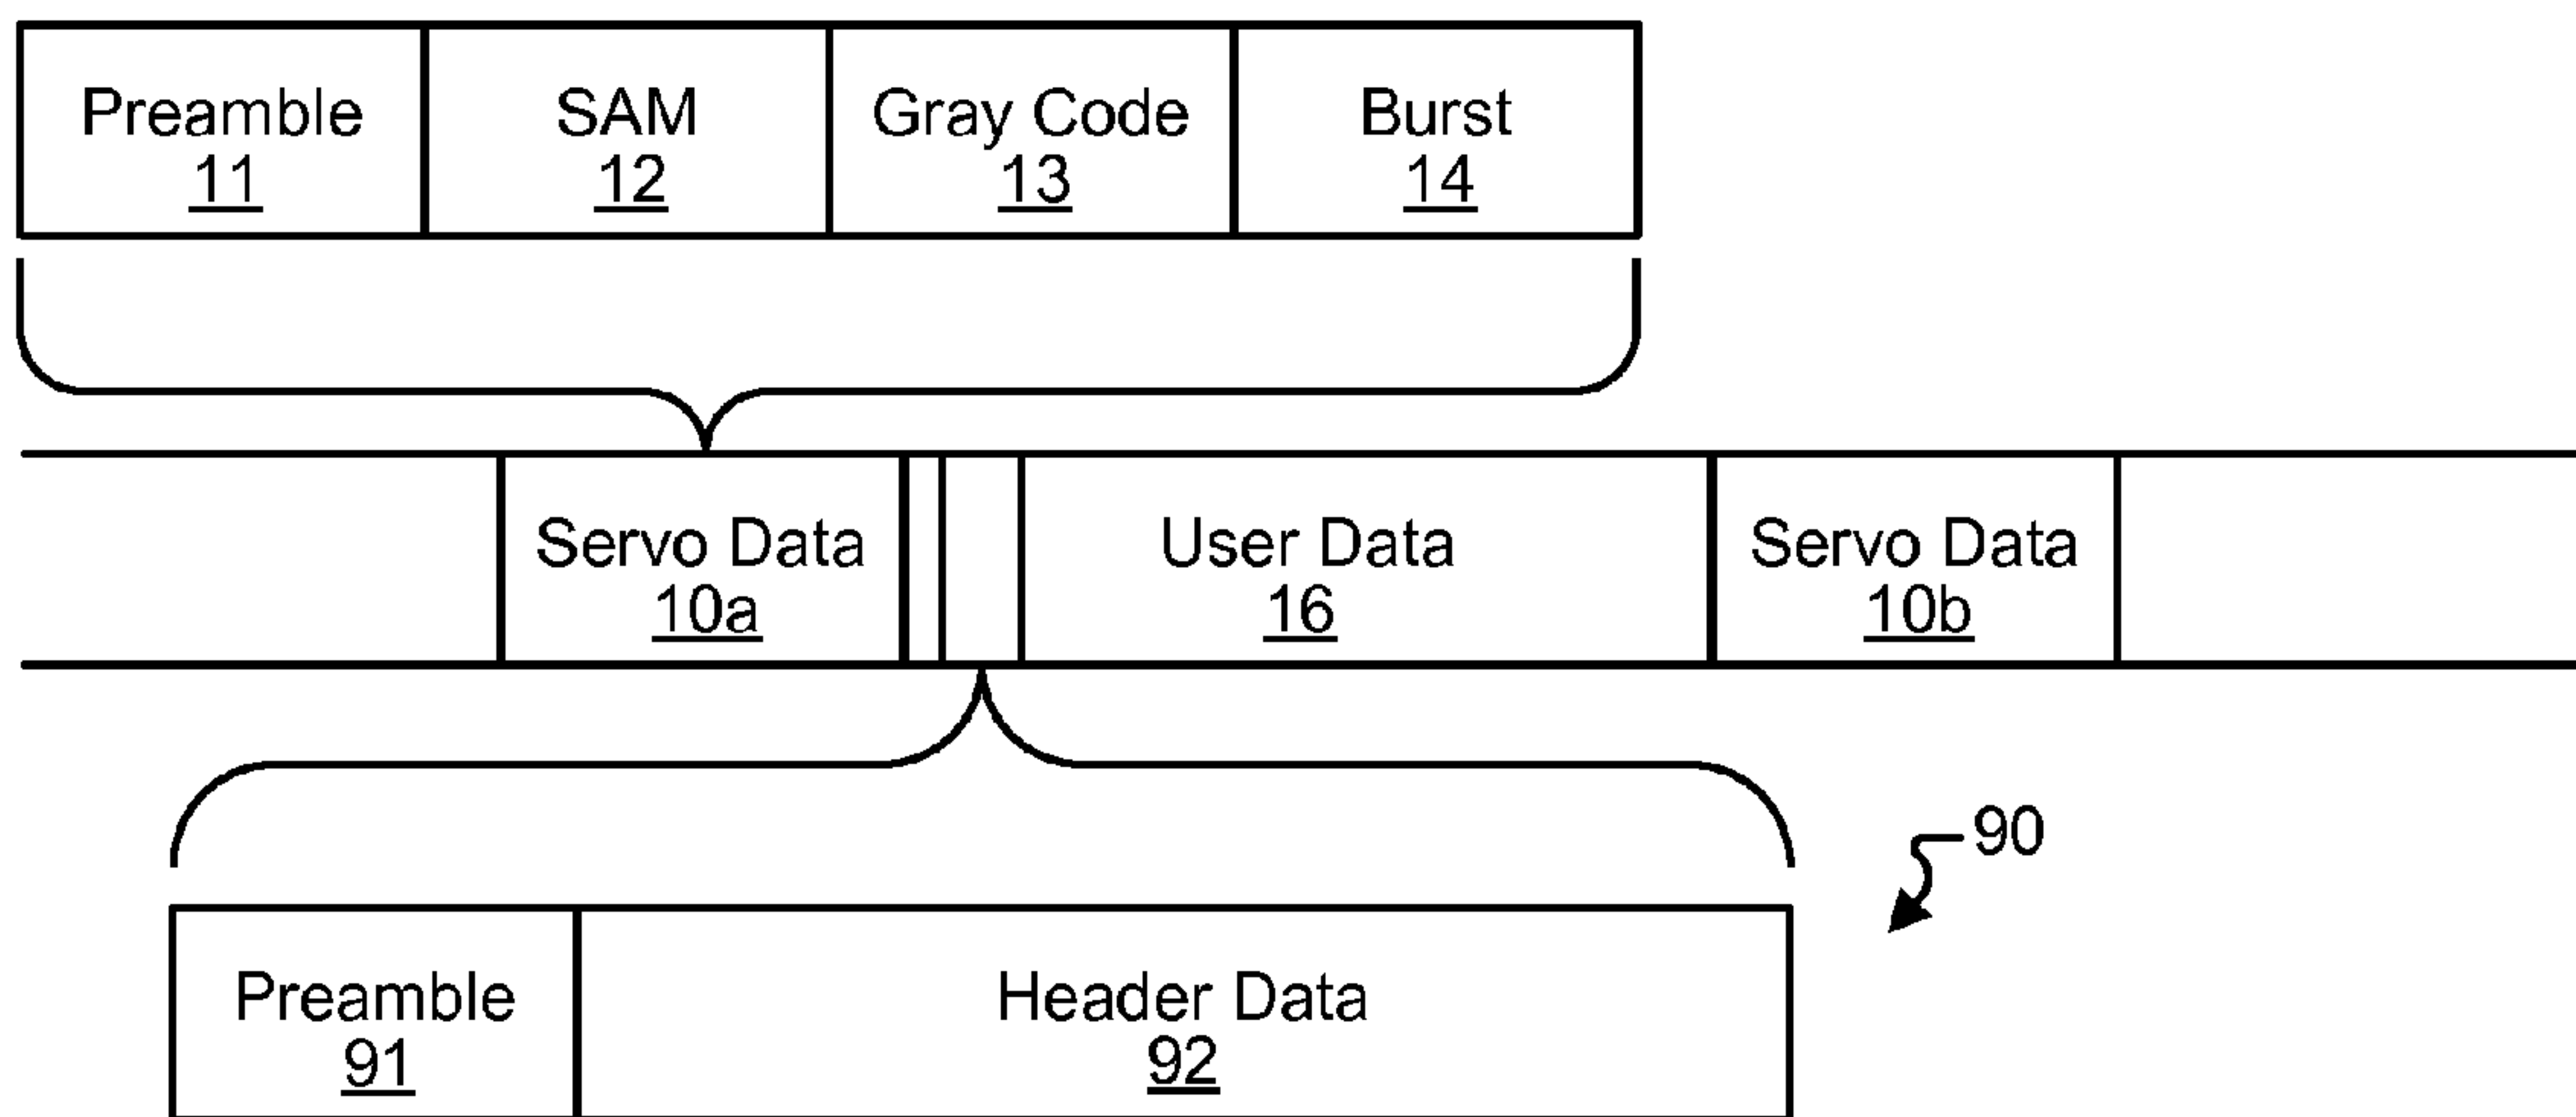 Preamble
11
SAM
12
Gray Code
13
Burst
14
Servo Data
10a
User Data
16
Servo Data
10b
90
Preamble
91
Header Data
92